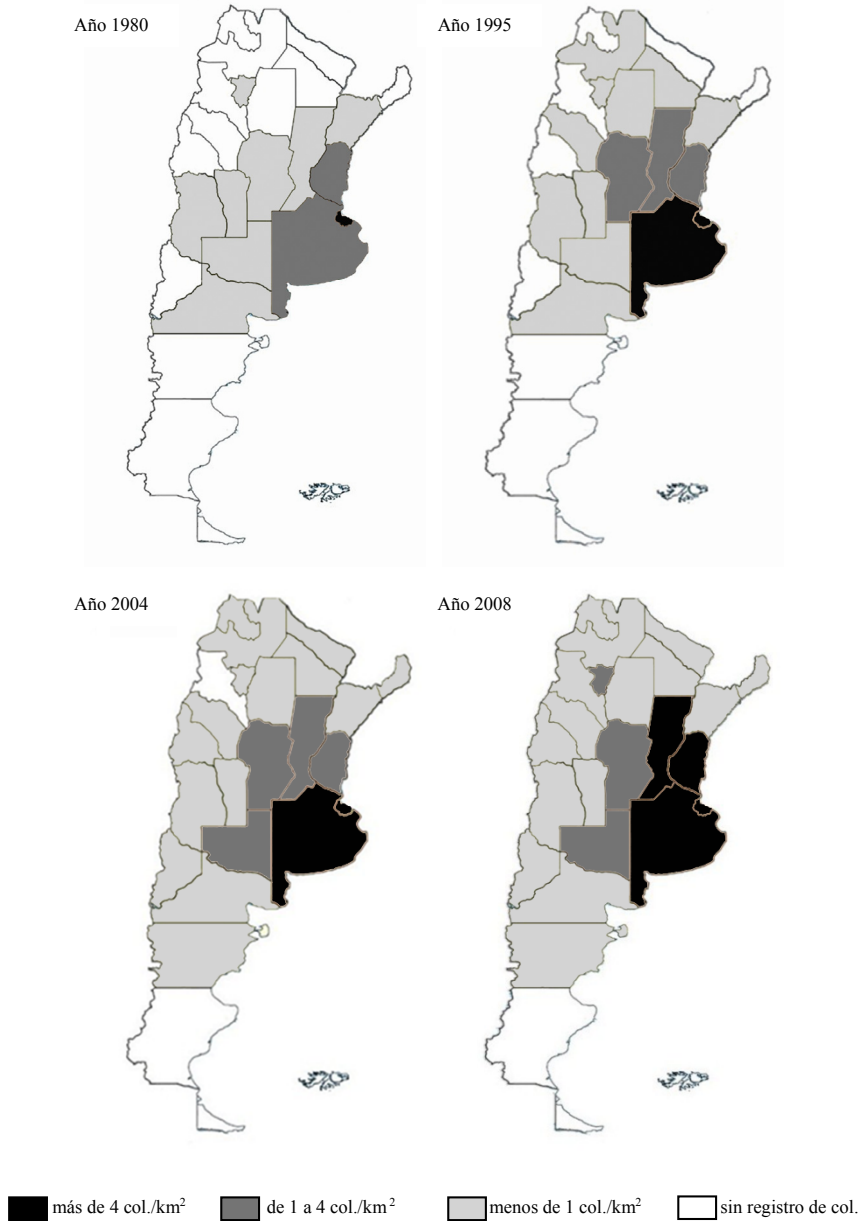 Año 1980
Año 1995
Año 2004
Año 2008
más de 4 col./km²
de 1 a 4 col./km²
menos de 1 col./km²
sin registro de col.